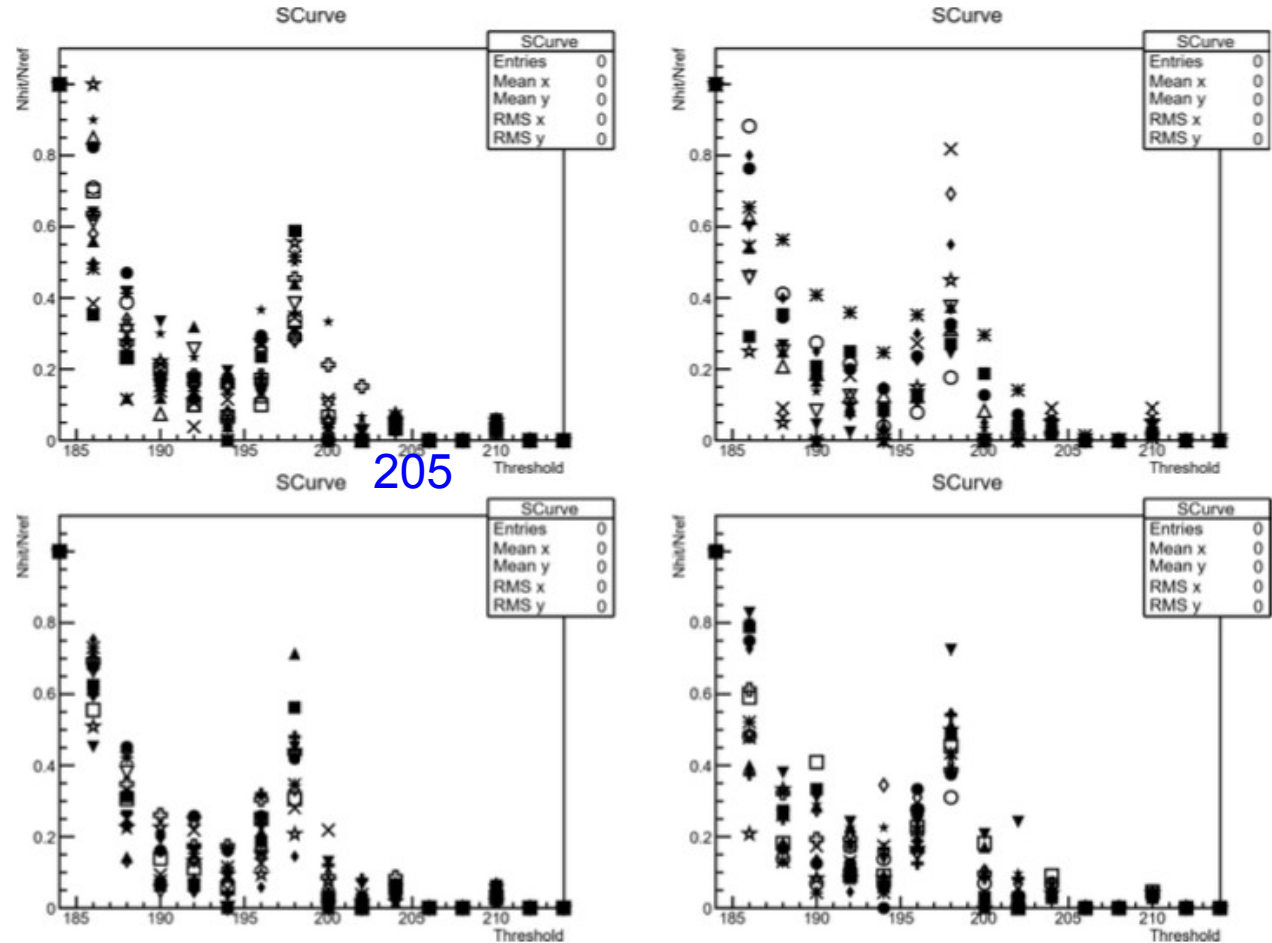 SCurve
SCurve
Entries 0
Mean x 0
Mean y 0
RMS x 0
RMS y 0
Nhit/Nref
0.8
0.6
0.4
0.2
0
185 190 195 200 205 210
Threshold
205
SCurve
SCurve
Entries 0
Mean x 0
Mean y 0
RMS x 0
RMS y 0
Nhit/Nref
0.8
0.6
0.4
0.2
0
185 190 195 200 205 210
Threshold
SCurve
SCurve
Entries 0
Mean x 0
Mean y 0
RMS x 0
RMS y 0
Nhit/Nref
0.8
0.6
0.4
0.2
0
185 190 195 200 205 210
Threshold
SCurve
SCurve
Entries 0
Mean x 0
Mean y 0
RMS x 0
RMS y 0
Nhit/Nref
0.8
0.6
0.4
0.2
0
185 190 195 200 205 210
Threshold